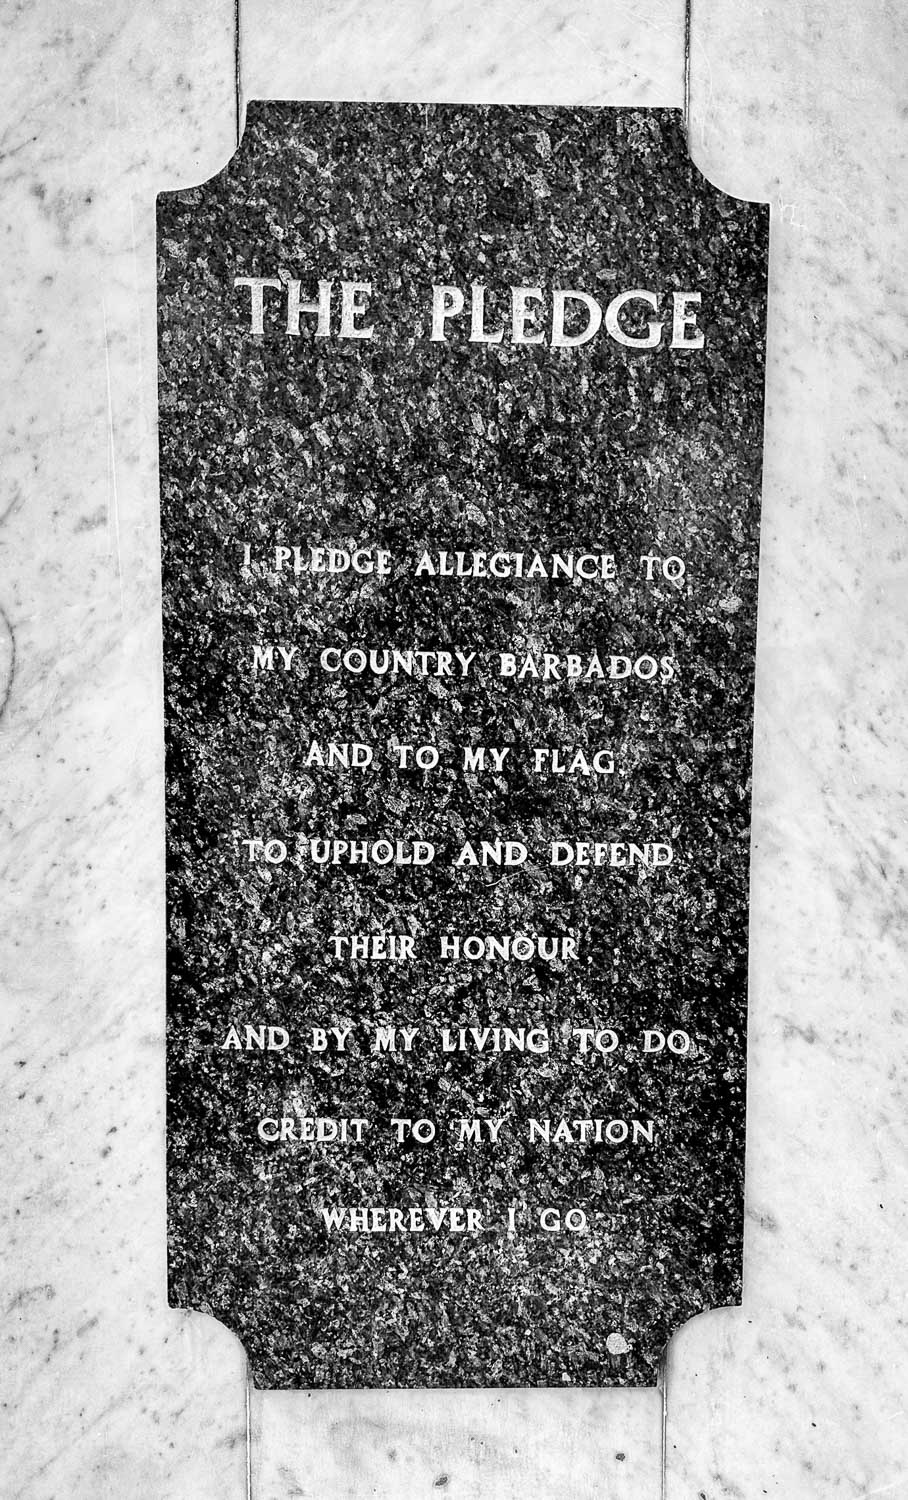 THE PLEDGE
I PLEDGE ALLEGIANCE TO
MY COUNTRY BARBADOS
AND TO MY FLAG,
TO UPHOLD AND DEFEND
THEIR HONOUR,
AND BY MY LIVING TO DO
CREDIT TO MY NATION
WHEREVER I GO